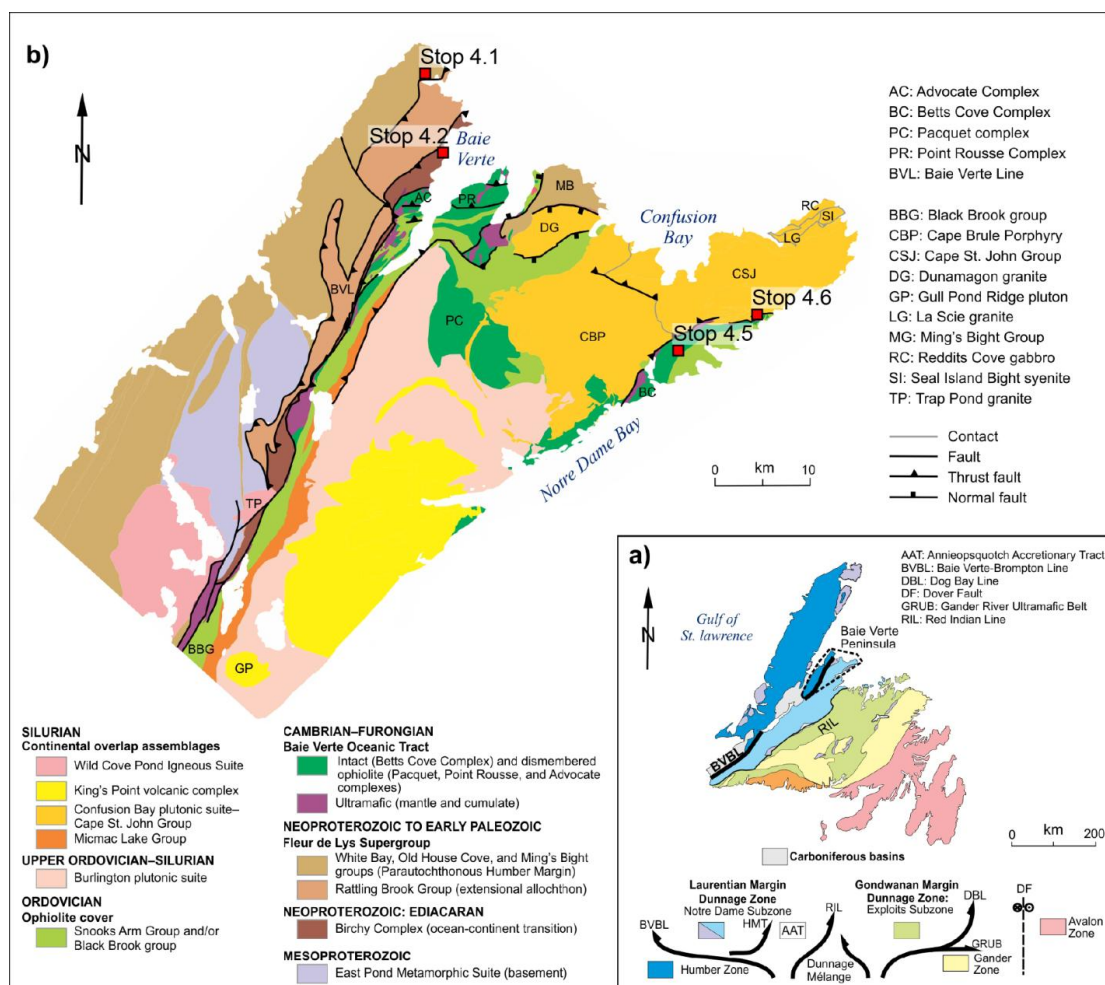 b)
N
Stop 4.1
Stop 4.2
Baie
Verte
AC
PR
MB
DG
Confusion
Bay
RC
SI
LG
CSJ
BVL
PC
CBP
Stop 4.6
Stop 4.5
BC
Notre Dame Bay
TP
BBG
GP
0 km 10
AC: Advocate Complex
BC: Betts Cove Complex
PC: Pacquet complex
PR: Point Rousse Complex
BVL: Baie Verte Line
BBG: Black Brook group
CBP: Cape Brule Porphyry
CSJ: Cape St. John Group
DG: Dunamagon granite
GP: Gull Pond Ridge pluton
LG: La Scie granite
MG: Ming's Bight Group
RC: Reddits Cove gabbro
SI: Seal Island Bight syenite
TP: Trap Pond granite
Contact
Fault
Thrust fault
Normal fault
SILURIAN
Continental overlap assemblages
Wild Cove Pond Igneous Suite
King's Point volcanic complex
Confusion Bay plutonic suite–
Cape St. John Group
Micmac Lake Group
UPPER ORDOVICIAN–SILURIAN
Burlington plutonic suite
ORDOVICIAN
Ophiolite cover
Snooks Arm Group and/or
Black Brook group
CAMBRIAN–FURONGIAN
Baie Verte Oceanic Tract
Intact (Betts Cove Complex) and dismembered
ophiolite (Pacquet, Point Rousse, and Advocate
complexes)
Ultramafic (mantle and cumulate)
NEOPROTEROZOIC TO EARLY PALEOZOIC
Fleur de Lys Supergroup
White Bay, Old House Cove, and Ming's Bight
groups (Parautochthonous Humber Margin)
Rattling Brook Group (extensional allochthon)
NEOPROTEROZOIC: EDIACARAN
Birchy Complex (ocean-continent transition)
MESOPROTEROZOIC
East Pond Metamorphic Suite (basement)
a)
N
AAT: Annieopsquotch Accretionary Tract
BVBL: Baie Verte-Brompton Line
DBL: Dog Bay Line
DF: Dover Fault
GRUB: Gander River Ultramafic Belt
RIL: Red Indian Line
Gulf of
St. lawrence
Baie Verte
Peninsula
RIL
BVBL
0 km 200
Carboniferous basins
Laurentian Margin
Dunnage Zone
Notre Dame Subzone
Gondwanan Margin
Dunnage Zone:
Exploits Subzone
BVBL
HMT
AAT
RIL
DBL
DF
GRUB
Humber Zone
Dunnage
Mélange
Gander
Zone
Avalon
Zone